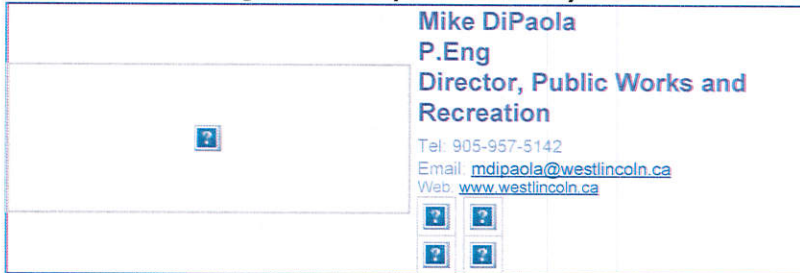 Mike DiPaola
P.Eng
Director, Public Works and
Recreation
Tel: 905-957-5142
Email: mdipaola@westlincoln.ca
Web: www.westlincoln.ca